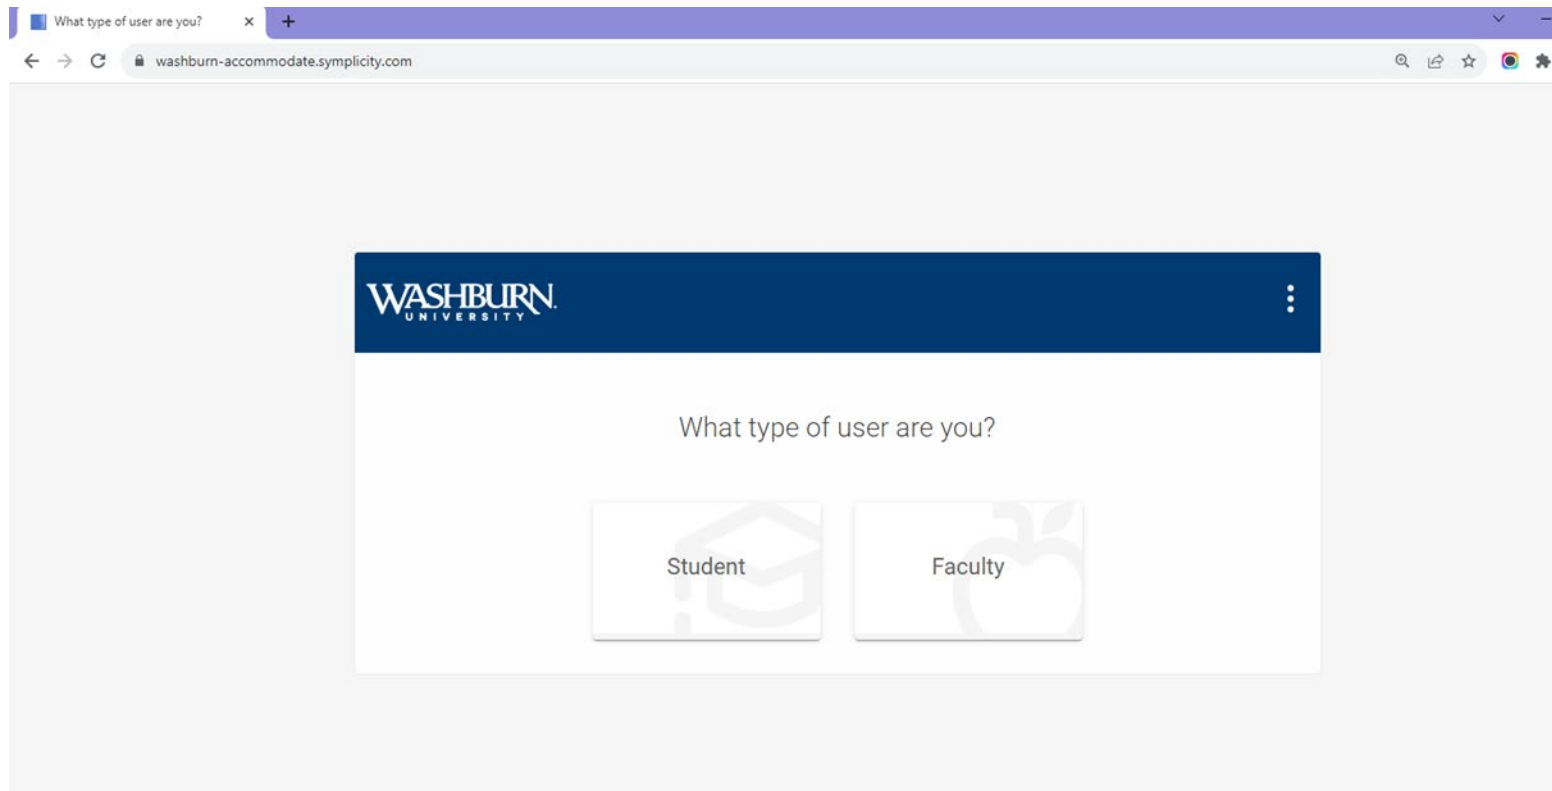 What type of user are you?
washburn-accommodate.symplicity.com
WASHBURN.
UNIVERSITY
What type of user are you?
Student Faculty